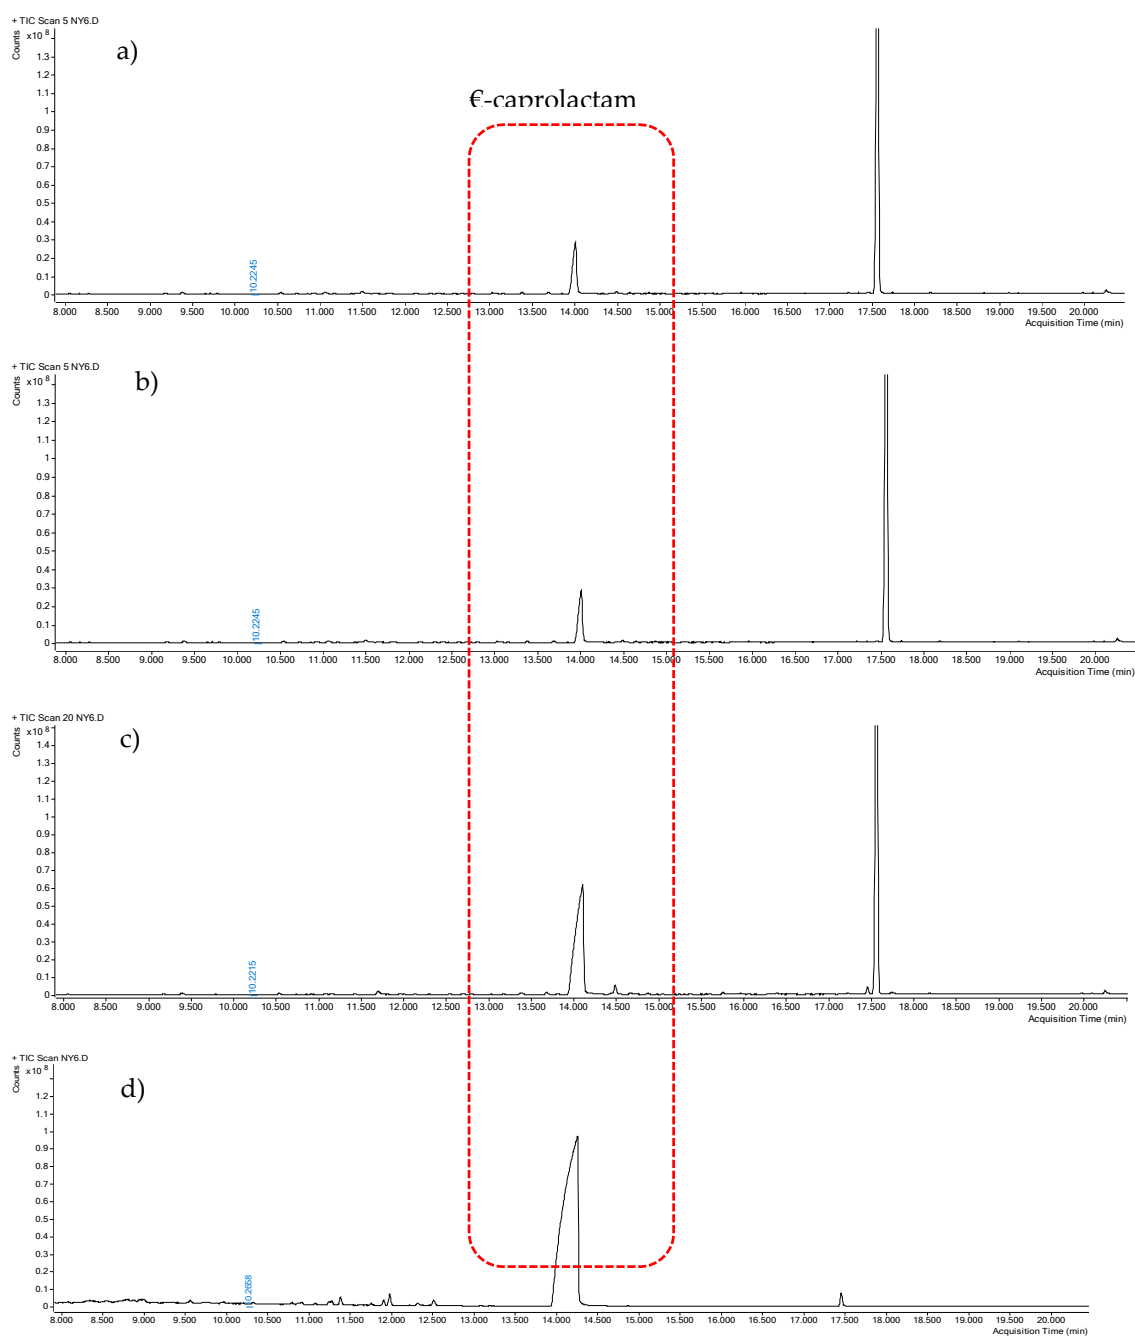 + TIC Scan 5 NY6.D
Counts
x10 8
a)
€-caprolactam
1.3
1.2
1.1
1
0.9
0.8
0.7
0.6
0.5
0.4
0.3
0.2
0.1
0
10.2245
8.000 8.500 9.000 9.500 10.000 10.500 11.000 11.500 12.000 12.500 13.000 13.500 14.000 14.500 15.000 15.500 16.000 16.500 17.000 17.500 18.000 18.500 19.000 19.500 20.000
Acquisition Time (min)
+ TIC Scan 5 NY6.D
Counts
x10 8
b)
1.3
1.2
1.1
1
0.9
0.8
0.7
0.6
0.5
0.4
0.3
0.2
0.1
0
10.2245
8.000 8.500 9.000 9.500 10.000 10.500 11.000 11.500 12.000 12.500 13.000 13.500 14.000 14.500 15.000 15.500 16.000 16.500 17.000 17.500 18.000 18.500 19.000 19.500 20.000
Acquisition Time (min)
+ TIC Scan 20 NY6.D
Counts
x10 8
c)
1.4
1.3
1.2
1.1
1
0.9
0.8
0.7
0.6
0.5
0.4
0.3
0.2
0.1
0
10.2215
8.000 8.500 9.000 9.500 10.000 10.500 11.000 11.500 12.000 12.500 13.000 13.500 14.000 14.500 15.000 15.500 16.000 16.500 17.000 17.500 18.000 18.500 19.000 19.500 20.000
Acquisition Time (min)
+ TIC Scan NY6.D
Counts
x10 8
d)
1.2
1.1
1
0.9
0.8
0.7
0.6
0.5
0.4
0.3
0.2
0.1
0
10.2658
8.000 8.500 9.000 9.500 10.000 10.500 11.000 11.500 12.000 12.500 13.000 13.500 14.000 14.500 15.000 15.500 16.000 16.500 17.000 17.500 18.000 18.500 19.000 19.500 20.000
Acquisition Time (min)